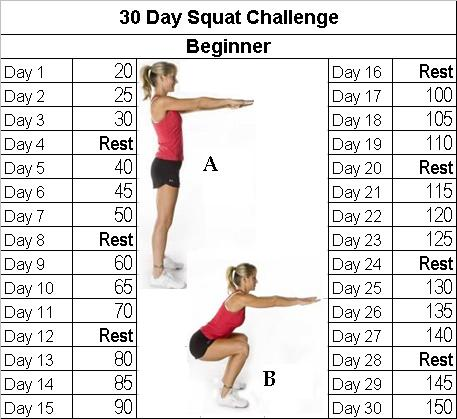 30 Day Squat Challenge
Beginner
Day 1 20
Day 2 25
Day 3 30
Day 4 Rest
Day 5 40
Day 6 45
Day 7 50
Day 8 Rest
Day 9 60
Day 10 65
Day 11 70
Day 12 Rest
Day 13 80
Day 14 85
Day 15 90
A
B
Day 16 Rest
Day 17 100
Day 18 105
Day 19 110
Day 20 Rest
Day 21 115
Day 22 120
Day 23 125
Day 24 Rest
Day 25 130
Day 26 135
Day 27 140
Day 28 Rest
Day 29 145
Day 30 150